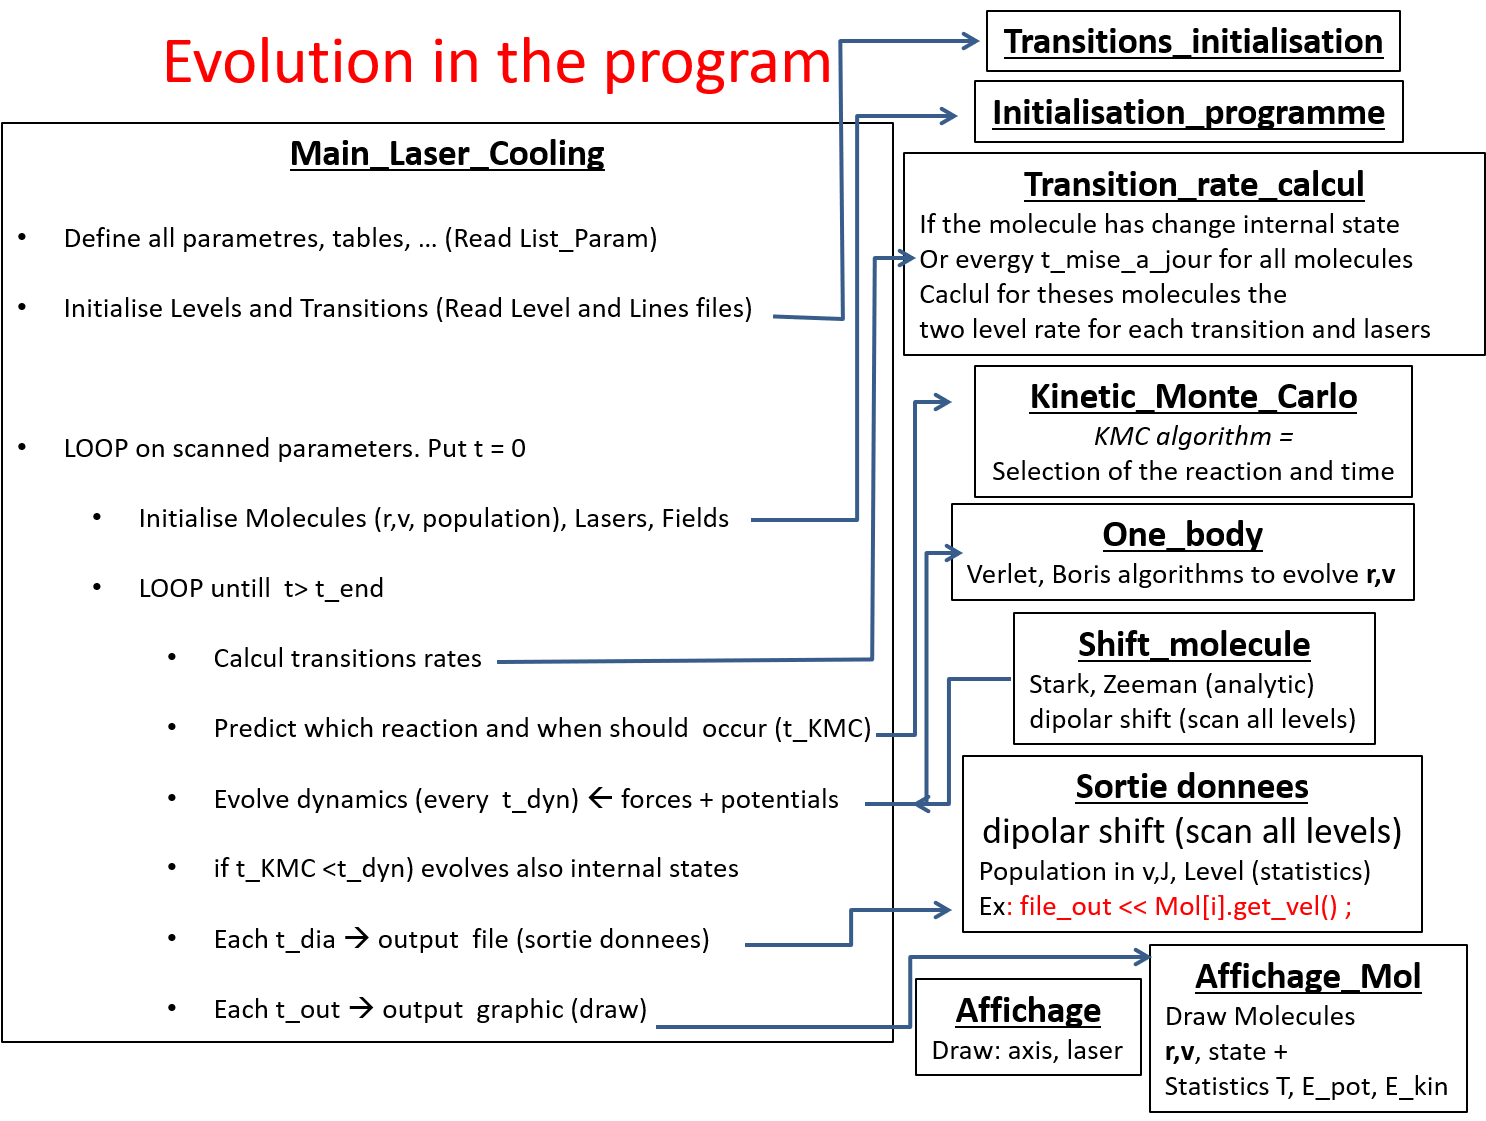 Evolution in the program
Main_Laser_Cooling
• Define all parametres, tables, … (Read List_Param)
• Initialise Levels and Transitions (Read Level and Lines files)
• LOOP on scanned parameters. Put t = 0
• Initialise Molecules (r,v, population), Lasers, Fields
• LOOP untill t> t_end
• Calcul transitions rates
• Predict which reaction and when should occur (t_KMC)
• Evolve dynamics (every t_dyn) ← forces + potentials
• if t_KMC <t_dyn) evolves also internal states
• Each t_dia → output file (sortie donnees)
• Each t_out → output graphic (draw)
Transitions_initialisation
Initialisation_programme
Transition_rate_calcul
If the molecule has change internal state
Or evergy t_mise_a_jour for all molecules
Caclul for theses molecules the
two level rate for each transition and lasers
Kinetic_Monte_Carlo
KMC algorithm =
Selection of the reaction and time
One_body
Verlet, Boris algorithms to evolve r,v
Shift_molecule
Stark, Zeeman (analytic)
dipolar shift (scan all levels)
Sortie donnees
dipolar shift (scan all levels)
Population in v,J, Level (statistics)
Ex: file_out << Mol[i].get_vel() ;
Affichage
Draw: axis, laser
Affichage_Mol
Draw Molecules
r,v, state +
Statistics T, E_pot, E_kin